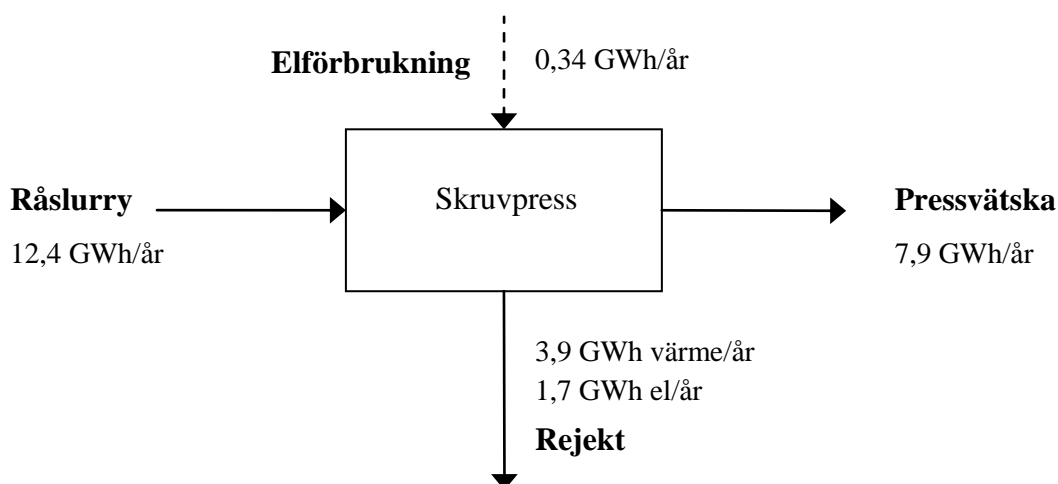 Elförbrukning
0,34 GWh/år
Råslurry
12,4 GWh/år
Skruvpress
Pressvätska
7,9 GWh/år
3,9 GWh värme/år
1,7 GWh el/år
Rejekt